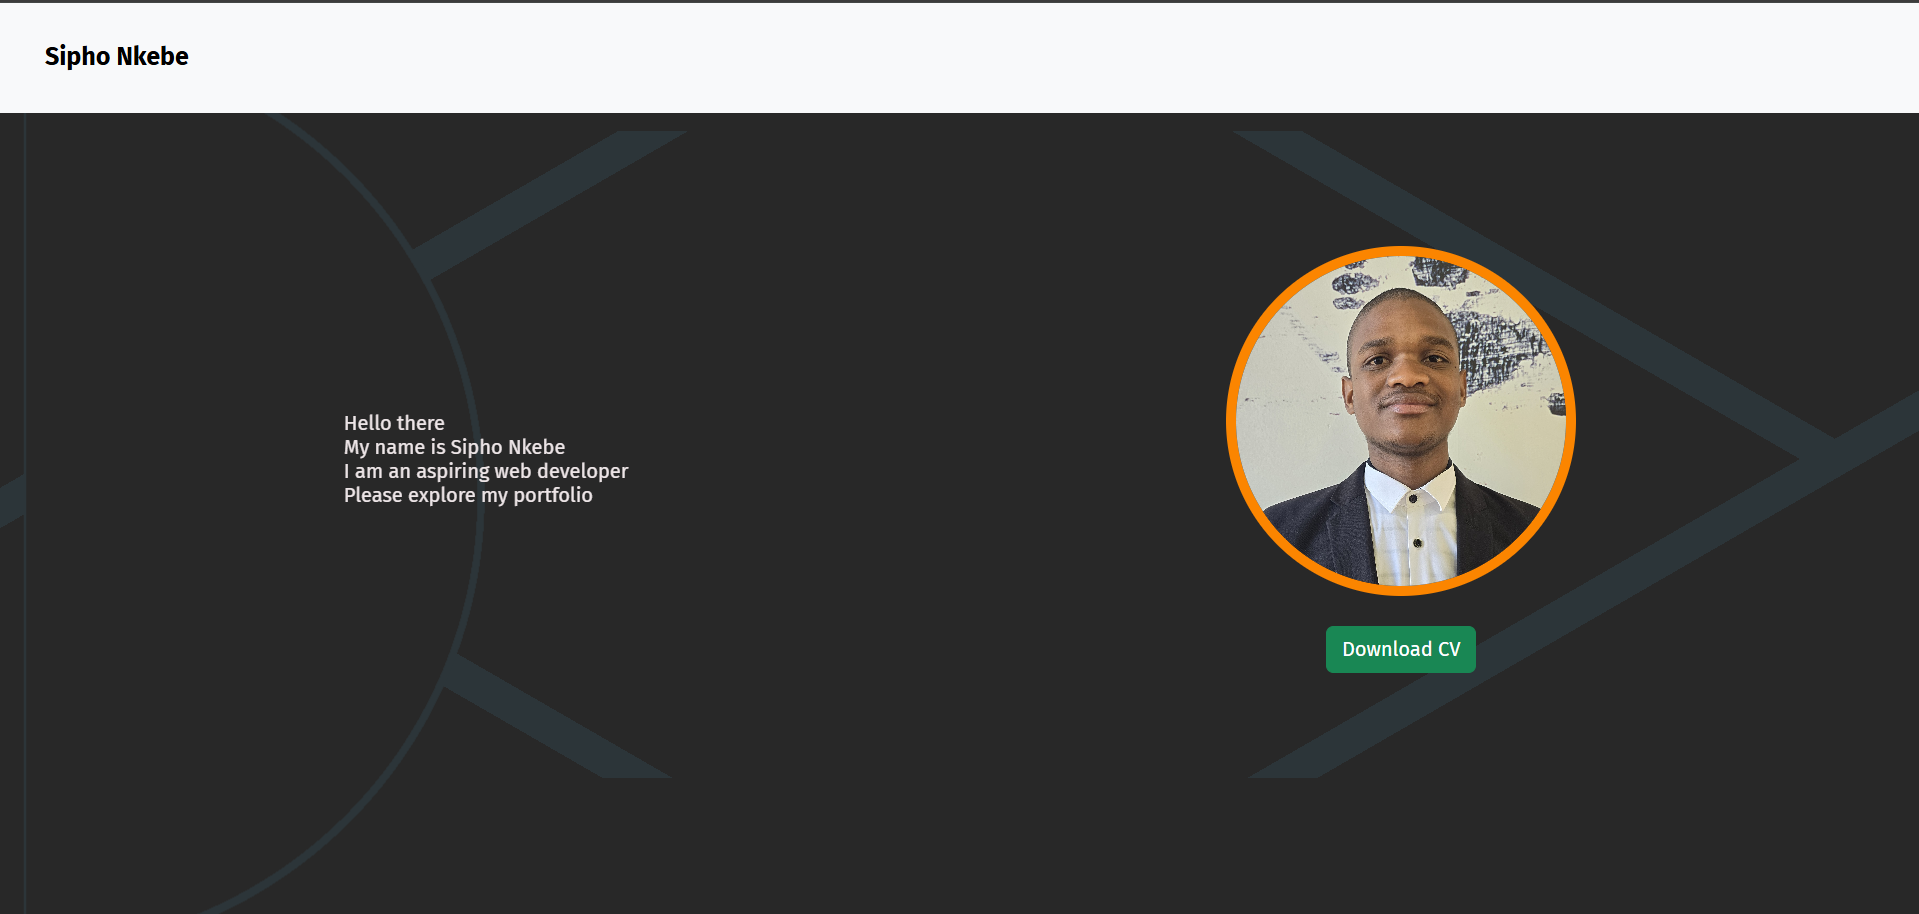 Sipho Nkebe
Hello there
My name is Sipho Nkebe
I am an aspiring web developer
Please explore my portfolio
Download CV